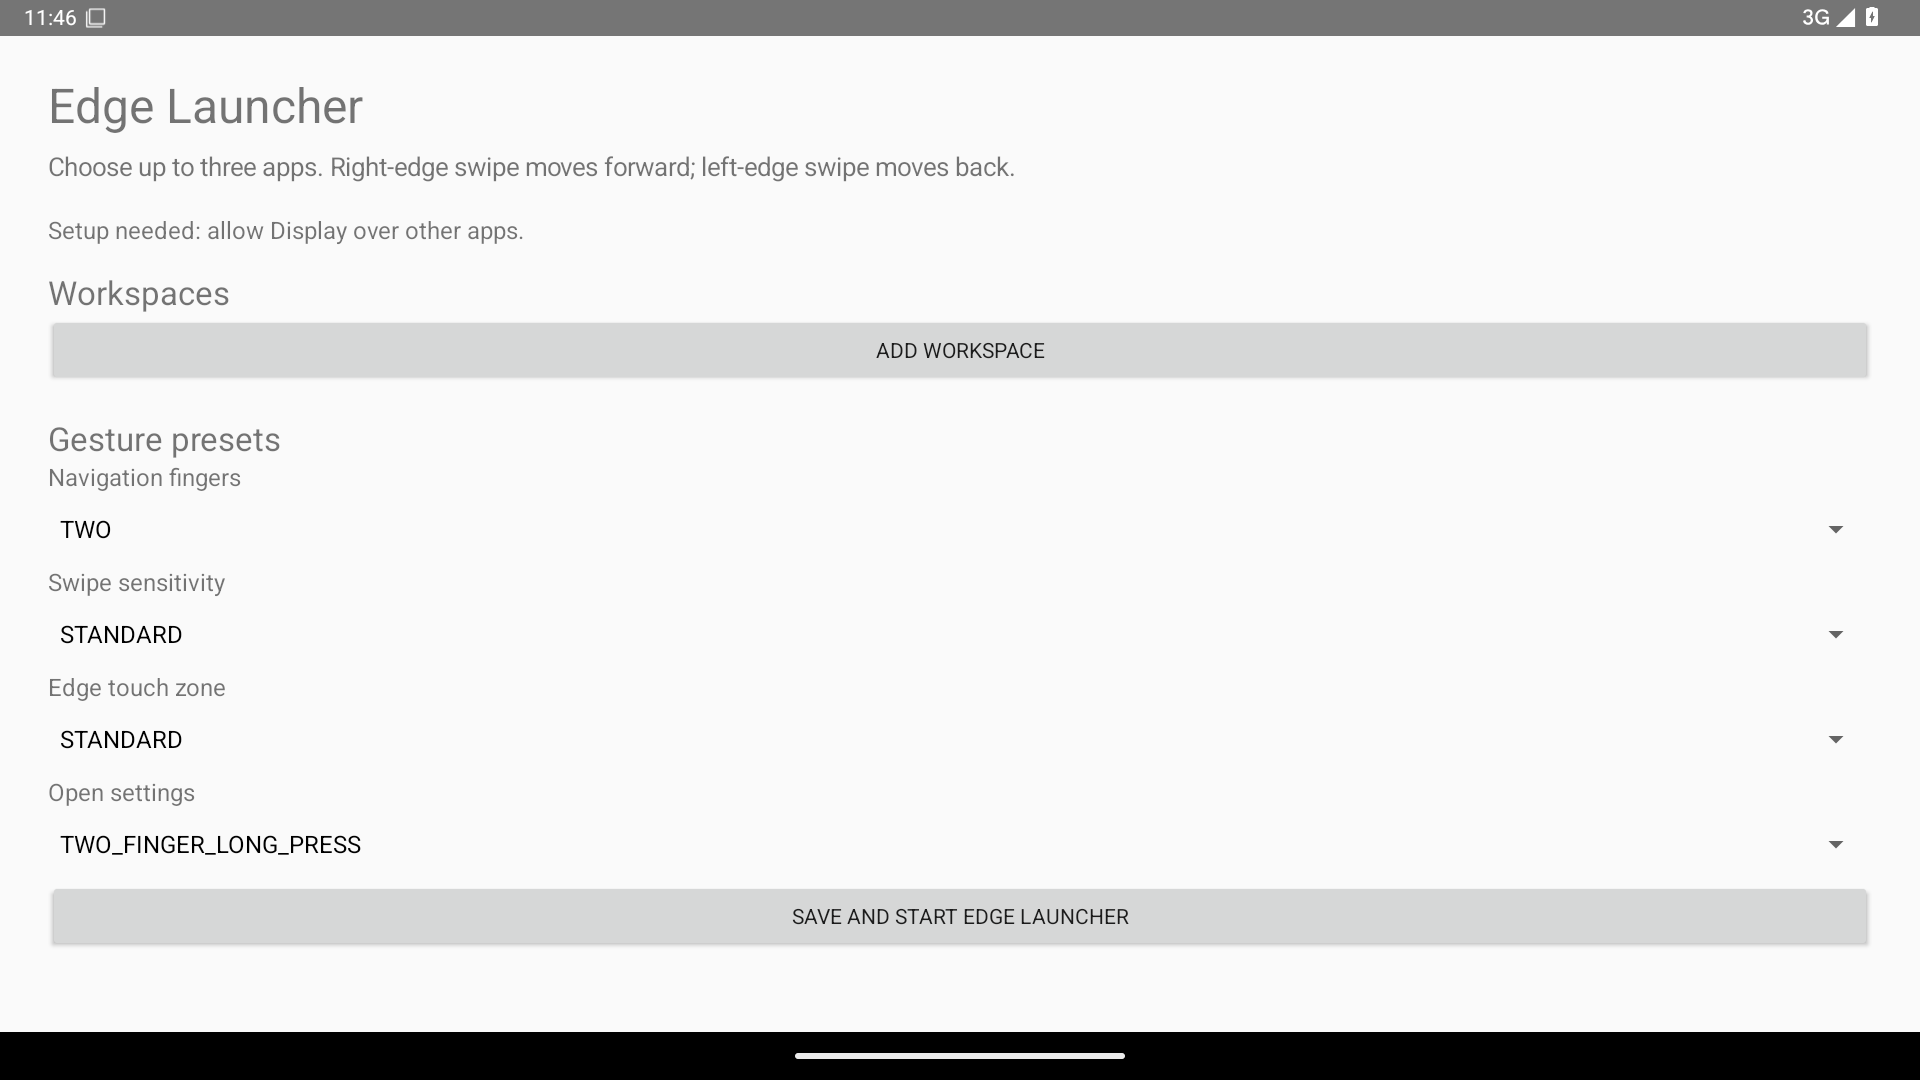 11:46
3G
Edge Launcher
Choose up to three apps. Right-edge swipe moves forward; left-edge swipe moves back.
Setup needed: allow Display over other apps.
Workspaces
ADD WORKSPACE
Gesture presets
Navigation fingers
TWO
Swipe sensitivity
STANDARD
Edge touch zone
STANDARD
Open settings
TWO_FINGER_LONG_PRESS
SAVE AND START EDGE LAUNCHER